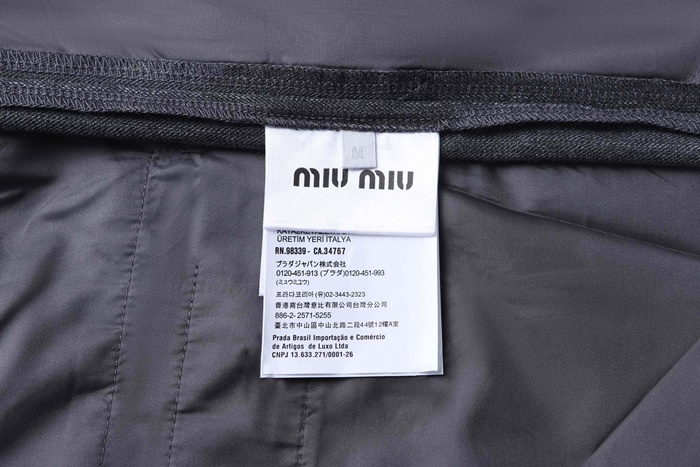 miu miu
ÜRETİM YERİ İTALYA
RN.98339 - CA.34767
プラダジャパン株式会社
0120-451-913 (プラダ)0120-451-993
(ミュウミュウ)
프라다코리아(유)02-3443-2323
香港商台灣意比有限公司台灣分公司
886-2- 2571-5255
臺北市中山區中山北路二段44號12樓A室
Prada Brasil Importação e Comércio
de Artigos de Luxo Ltda
CNPJ 13.633.271/0001-26